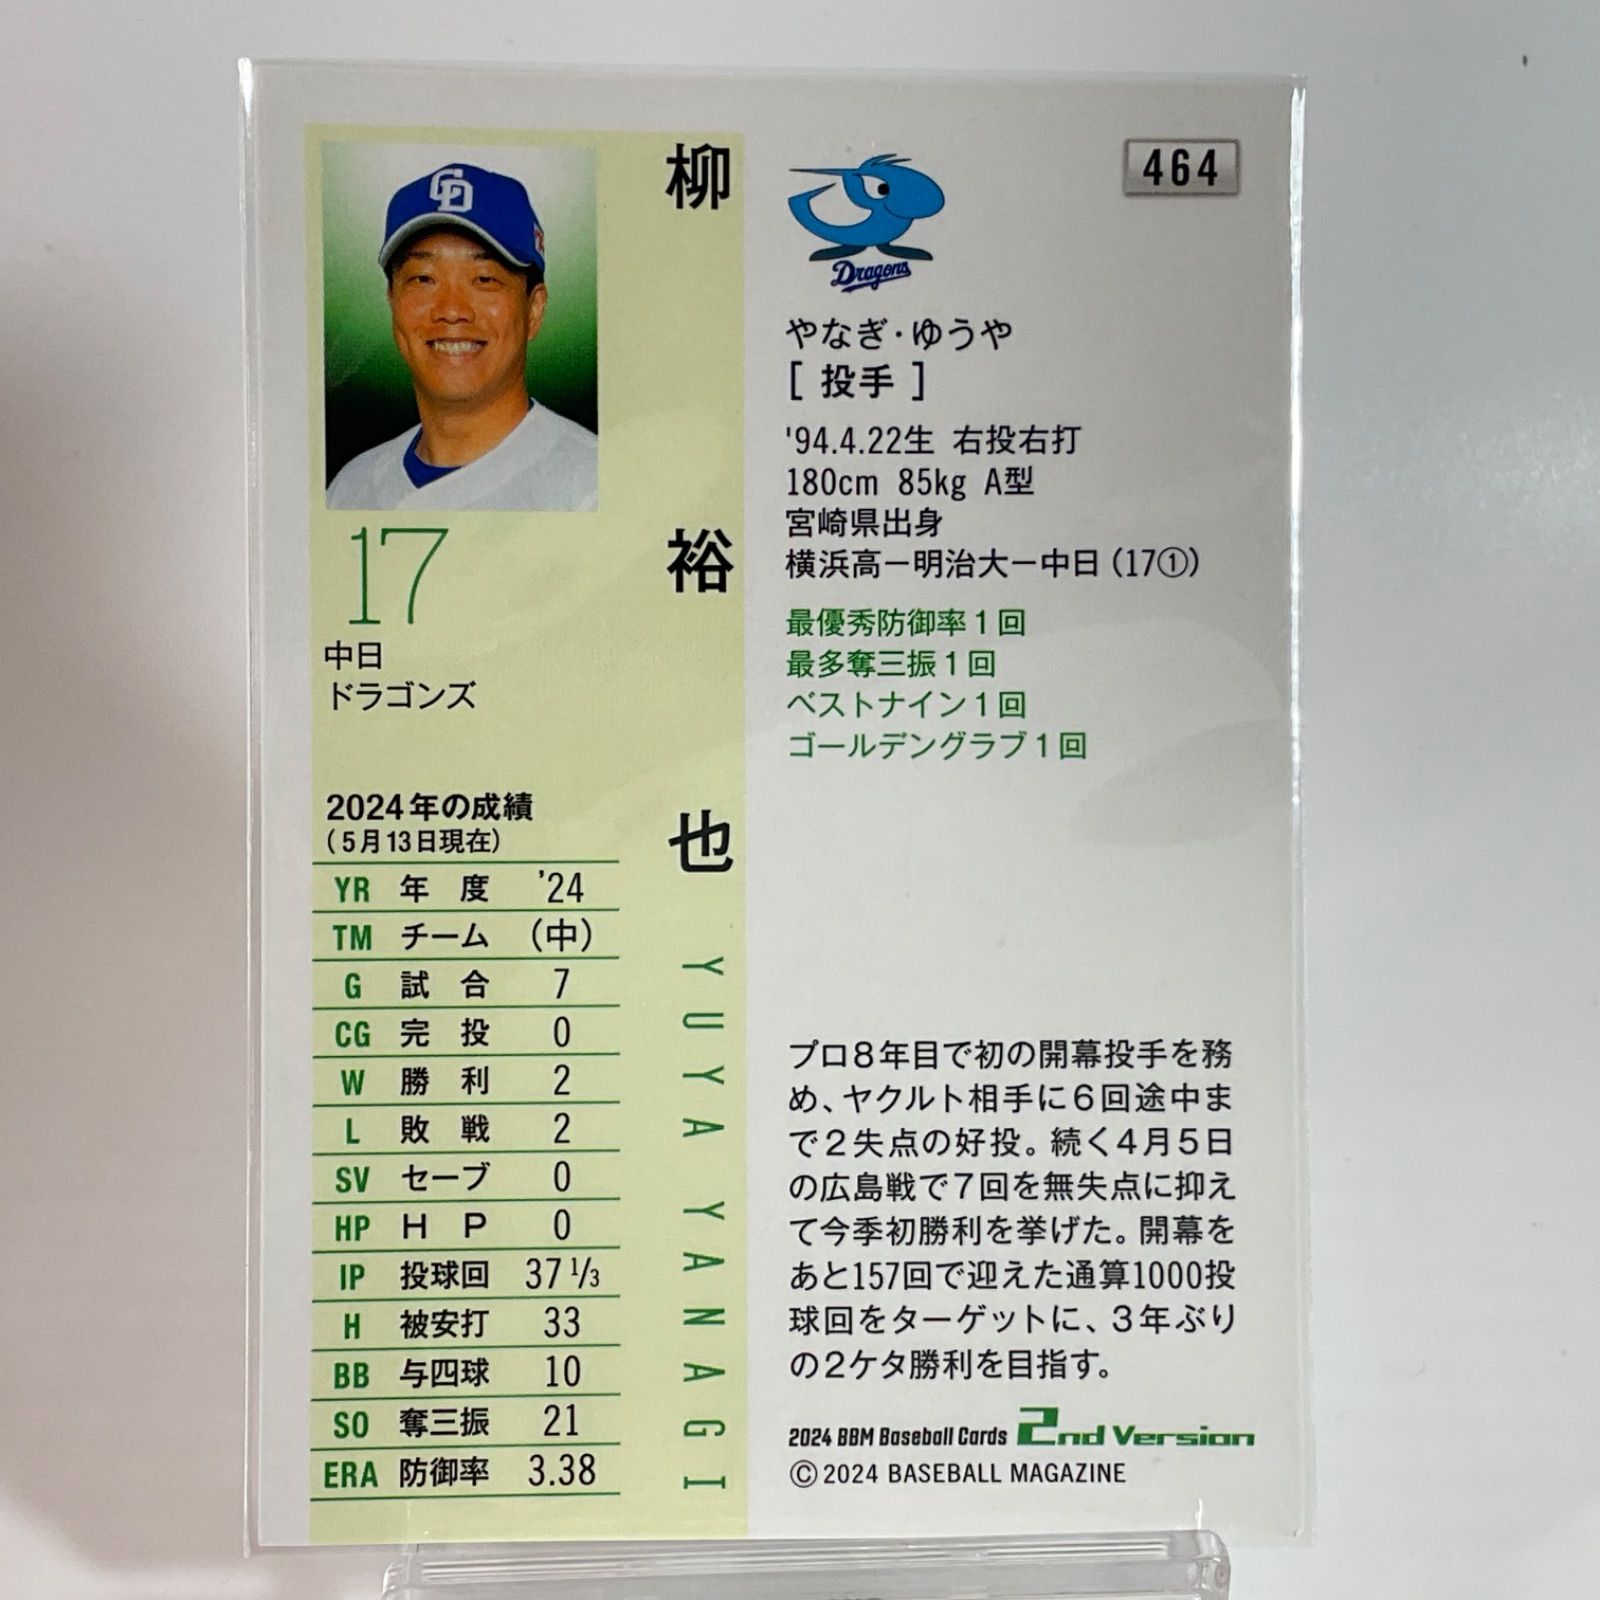 柳裕也
YUYA YANAGI
CD
17
中日
ドラゴンズ
2024年の成績
(5月13日現在)
YR 年度 '24
TM チーム (中)
G 試合 7
CG 完投 0
W 勝利 2
L 敗戦 2
SV セーブ 0
HP HP 0
IP 投球回 37 1/3
H 被安打 33
BB 与四球 10
SO 奪三振 21
ERA 防御率 3.38
464
Dragons
やなぎ・ゆうや
[ 投手 ]
'94.4.22生 右投右打
180cm 85kg A型
宮崎県出身
横浜高ー明治大ー中日(17①)
最優秀防御率1回
最多奪三振1回
ベストナイン1回
ゴールデングラブ1回
プロ8年目で初の開幕投手を務
め、ヤクルト相手に6回途中ま
で2失点の好投。続く4月5日
の広島戦で7回を無失点に抑え
て今季初勝利を挙げた。開幕を
あと157回で迎えた通算1000投
球回をターゲットに、3年ぶり
の2ケタ勝利を目指す。
2024 BBM Baseball Cards 2nd Version
©2024 BASEBALL MAGAZINE